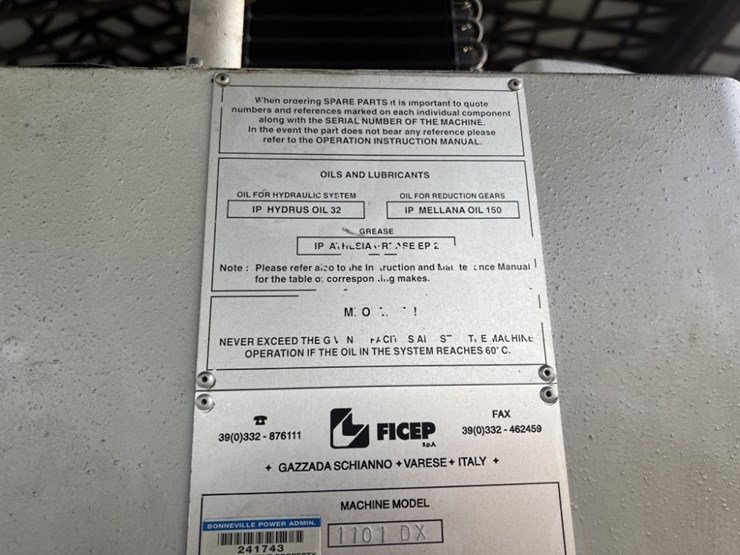 When ordering SPARE PARTS it is important to quote
numbers and references marked on each individual component
along with the SERIAL NUMBER OF THE MACHINE.
In the event the part does not bear any reference please
refer to the OPERATION INSTRUCTION MANUAL.
OILS AND LUBRICANTS
OIL FOR HYDRAULIC SYSTEM OIL FOR REDUCTION GEARS
IP HYDRUS OIL 32 IP MELLANA OIL 150
GREASE
IP EP 2
Note : Please refer also to the and Manual
for the table of makes.
NEVER EXCEED THE
OPERATION IF THE OIL IN THE SYSTEM REACHES 60° C.
☎ FAX
39(0)332 - 876111 FICEP S.p.A. 39(0)332 - 462459
+ GAZZADA SCHIANNO + VARESE + ITALY +
MACHINE MODEL
BONNEVILLE POWER ADMIN.
1101 DX
241743